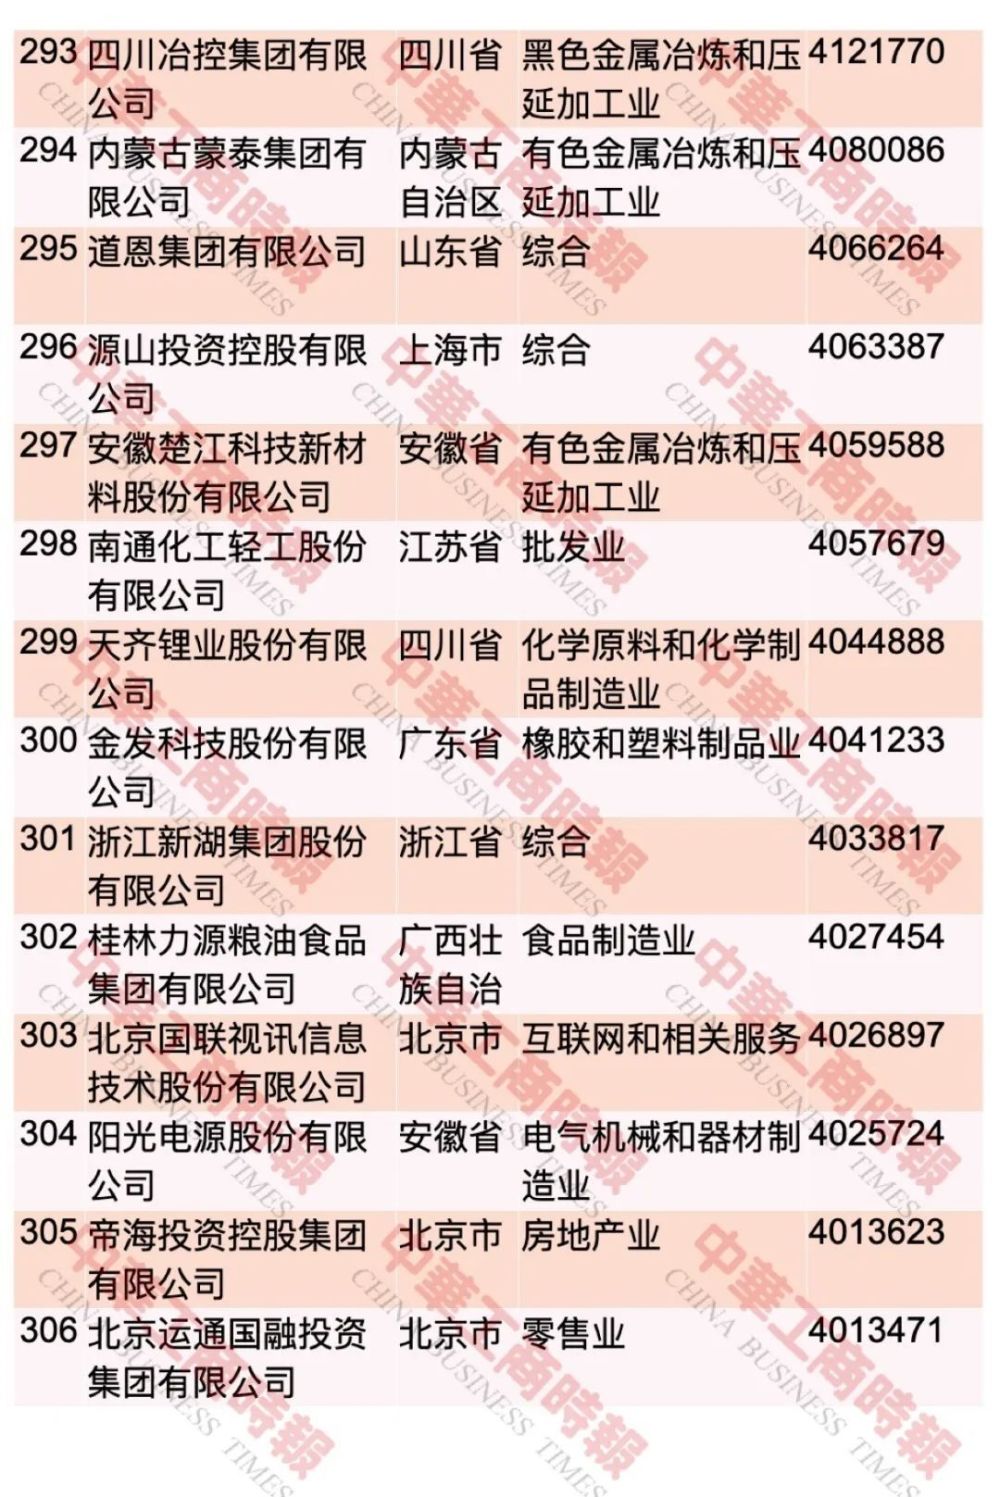 293 四川冶控集团有限 四川省 黑色金属冶炼和压 4121770
公司 延加工业
294 内蒙古蒙泰集团有 内蒙古 有色金属冶炼和压 4080086
限公司 自治区 延加工业
295 道恩集团有限公司 山东省 综合 4066264
296 源山投资控股有限 上海市 综合 4063387
公司
297 安徽楚江科技新材 安徽省 有色金属冶炼和压 4059588
料股份有限公司 延加工业
298 南通化工轻工股份 江苏省 批发业 4057679
有限公司
299 天齐锂业股份有限 四川省 化学原料和化学制 4044888
公司 品制造业
300 金发科技股份有限 广东省 橡胶和塑料制品业 4041233
公司
301 浙江新湖集团股份 浙江省 综合 4033817
有限公司
302 桂林力源粮油食品 广西壮 食品制造业 4027454
集团有限公司 族自治
303 北京国联视讯信息 北京市 互联网和相关服务 4026897
技术股份有限公司
304 阳光电源股份有限 安徽省 电气机械和器材制 4025724
公司 造业
305 帝海投资控股集团 北京市 房地产业 4013623
有限公司
306 北京运通国融投资 北京市 零售业 4013471
集团有限公司
中華工商時報
CHINA BUSINESS TIMES